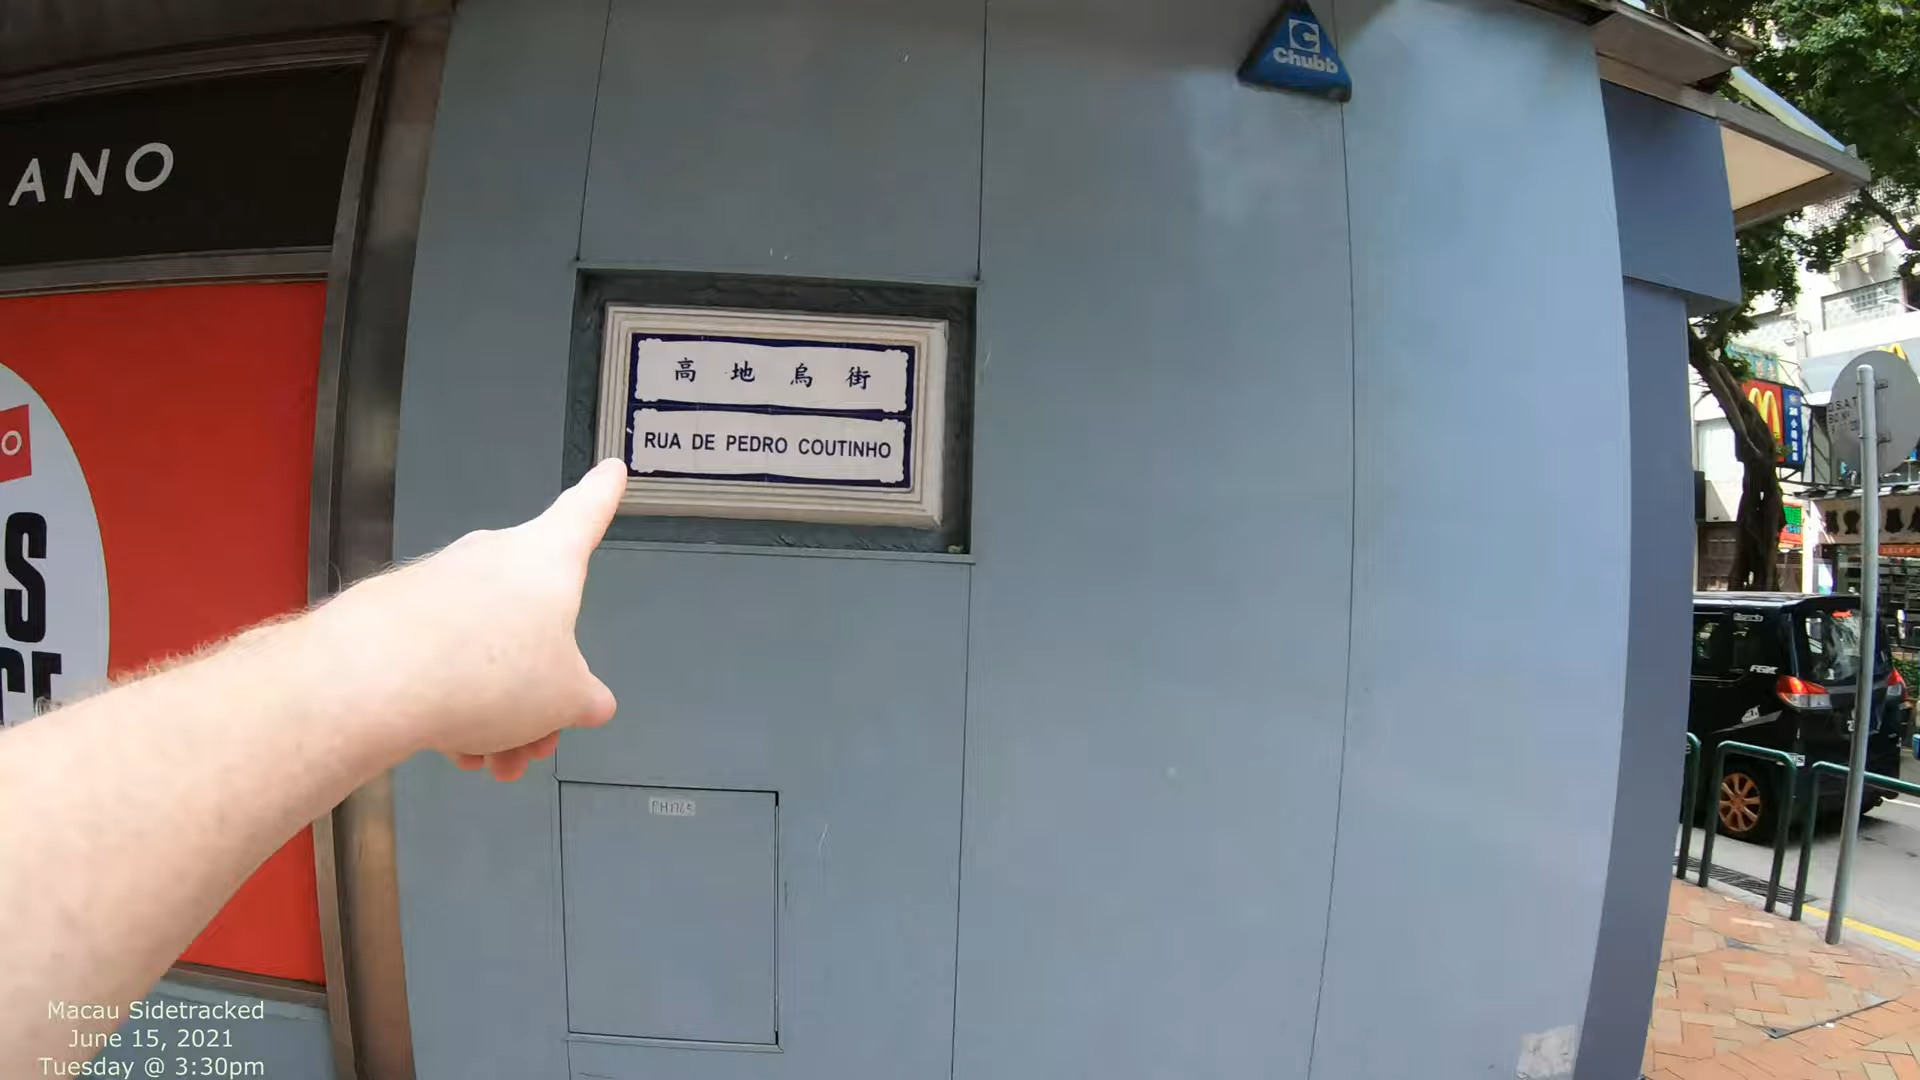 Chubb
ANO
高地烏街
RUA DE PEDRO COUTINHO
O
S
Macau Sidetracked
June 15, 2021
Tuesday @ 3:30pm